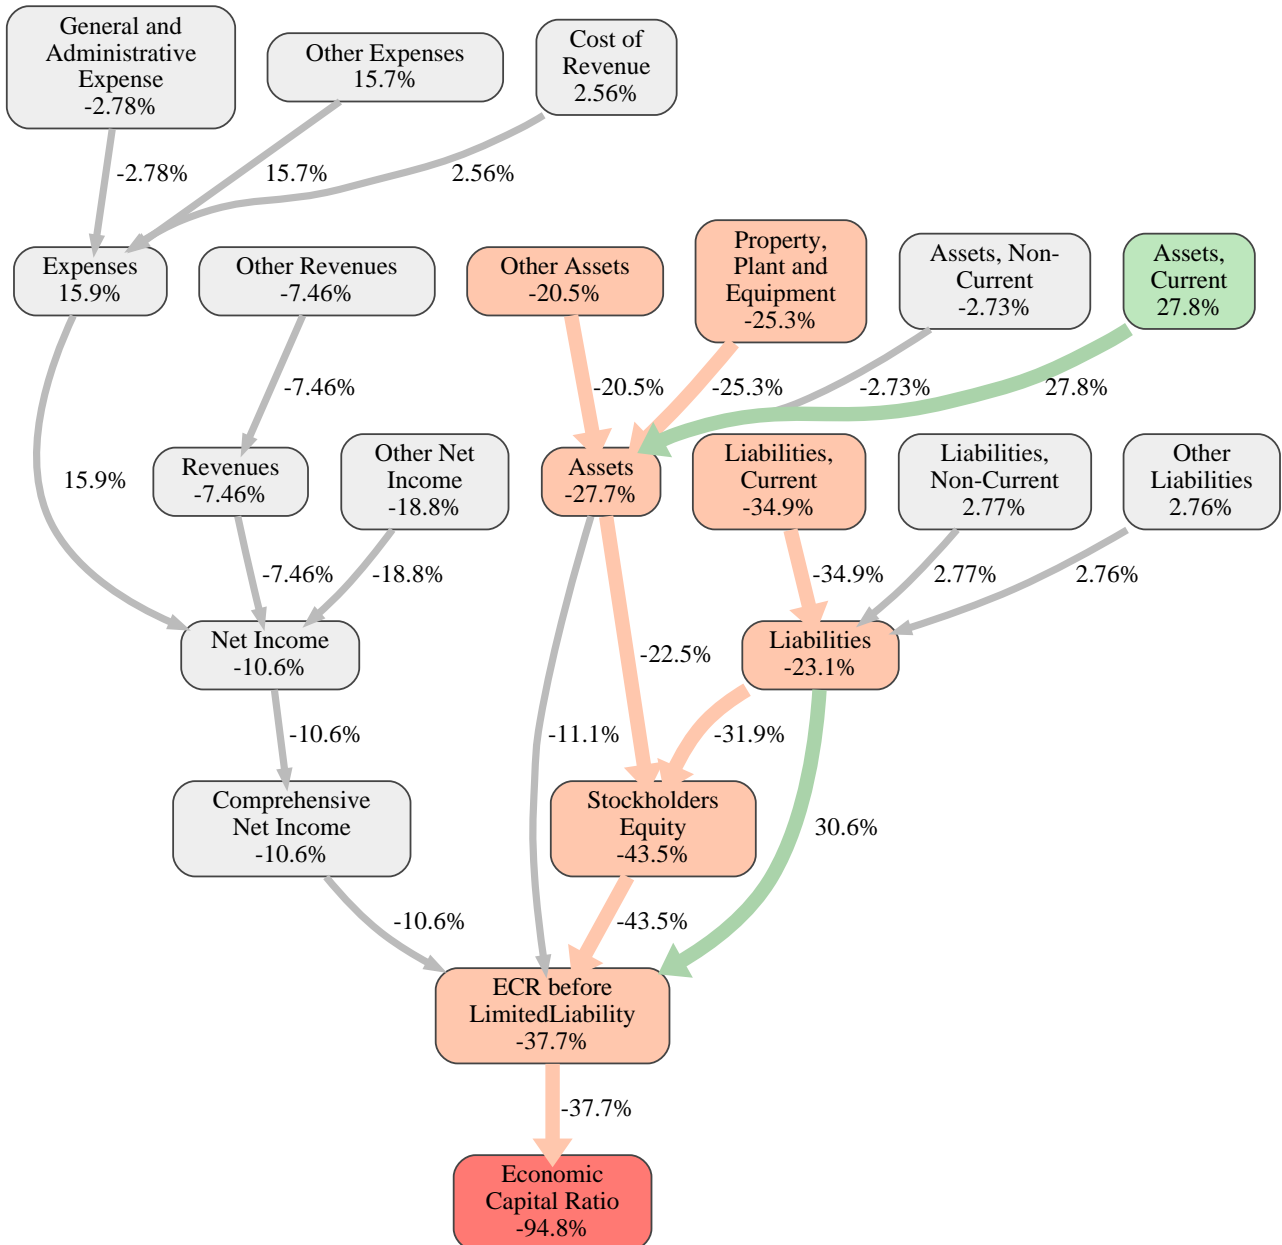 General and
Administrative
Expense
-2.78%
Other Expenses
15.7%
Cost of
Revenue
2.56%
-2.78%
15.7%
2.56%
Expenses
15.9%
Other Revenues
-7.46%
Other Assets
-20.5%
Property,
Plant and
Equipment
-25.3%
Assets, Non-
Current
-2.73%
Assets,
Current
27.8%
-7.46%
-20.5%
-25.3%
-2.73%
27.8%
15.9%
Revenues
-7.46%
Other Net
Income
-18.8%
Assets
-27.7%
Liabilities,
Current
-34.9%
Liabilities,
Non-Current
2.77%
Other
Liabilities
2.76%
-7.46%
-18.8%
-34.9%
2.77%
2.76%
Net Income
-10.6%
-22.5%
Liabilities
-23.1%
-10.6%
-11.1%
-31.9%
Comprehensive
Net Income
-10.6%
Stockholders
Equity
-43.5%
30.6%
-10.6%
-43.5%
ECR before
LimitedLiability
-37.7%
-37.7%
Economic
Capital Ratio
-94.8%